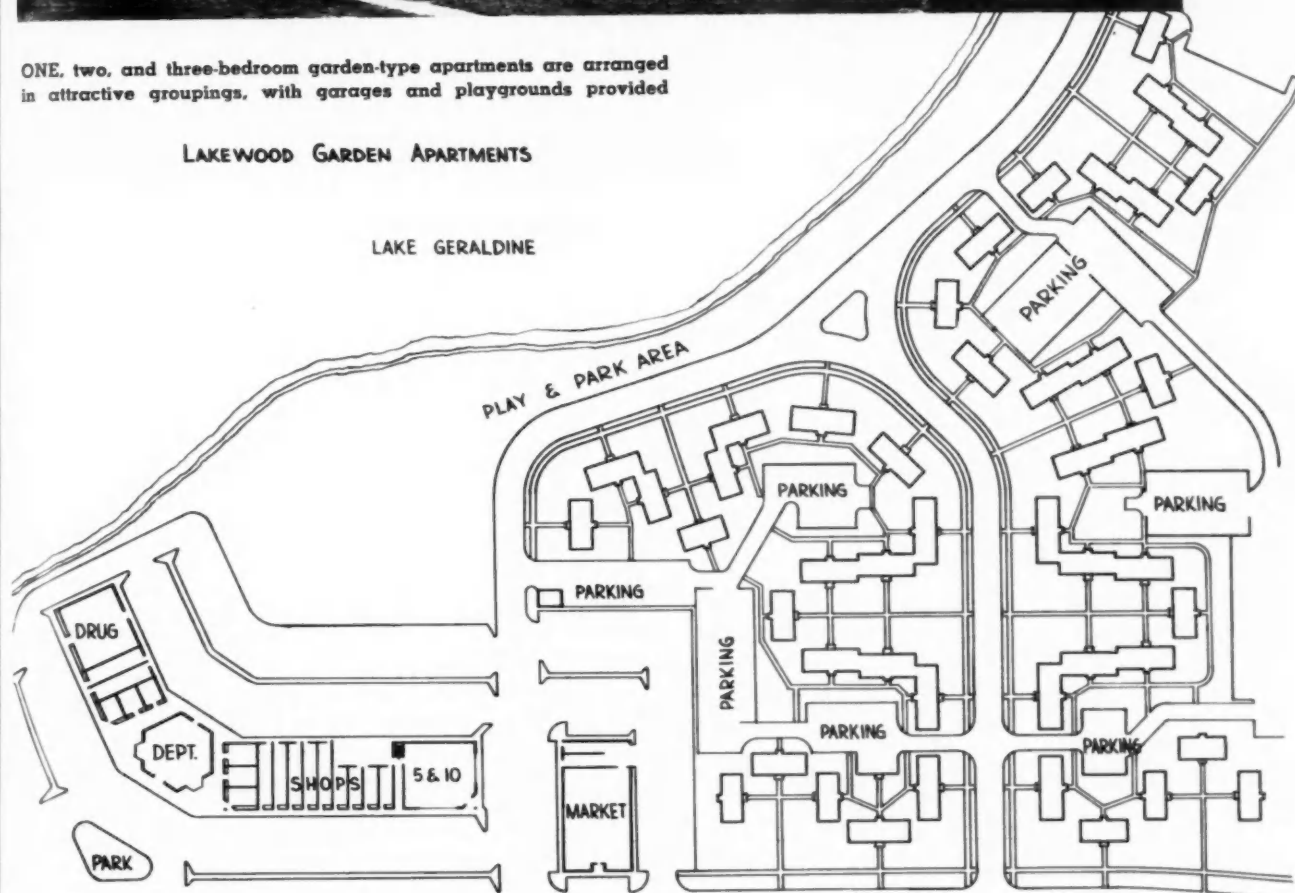 ONE, two, and three-bedroom garden-type apartments are arranged
in attractive groupings, with garages and playgrounds provided
LAKEWOOD GARDEN APARTMENTS
LAKE GERALDINE
PARKING
PLAY & PARK AREA
PARKING
PARKING
PARKING
DRUG
PARKING
PARKING
PARKING
DEPT.
SHOPS
5 & 10
MARKET
PARK